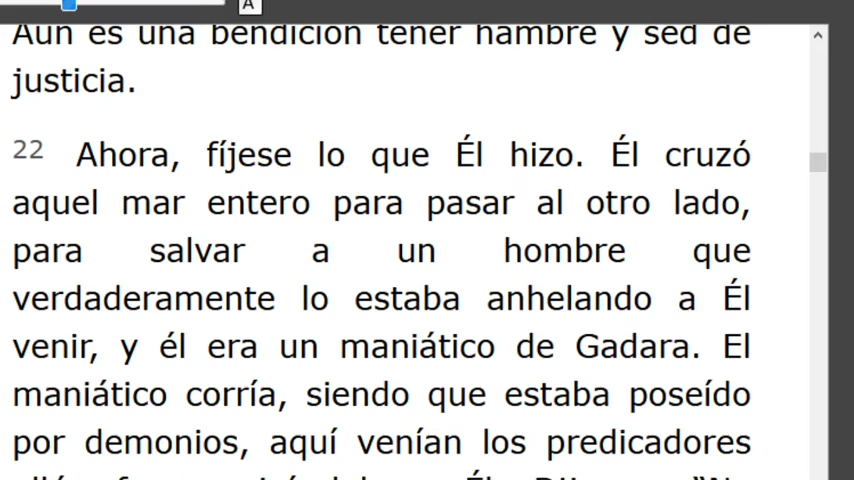 A
Aun es una bendición tener hambre y sed de
justicia.
22 Ahora, fíjese lo que Él hizo. Él cruzó
aquel mar entero para pasar al otro lado,
para salvar a un hombre que
verdaderamente lo estaba anhelando a Él
venir, y él era un maniático de Gadara. El
maniático corría, siendo que estaba poseído
por demonios, aquí venían los predicadores